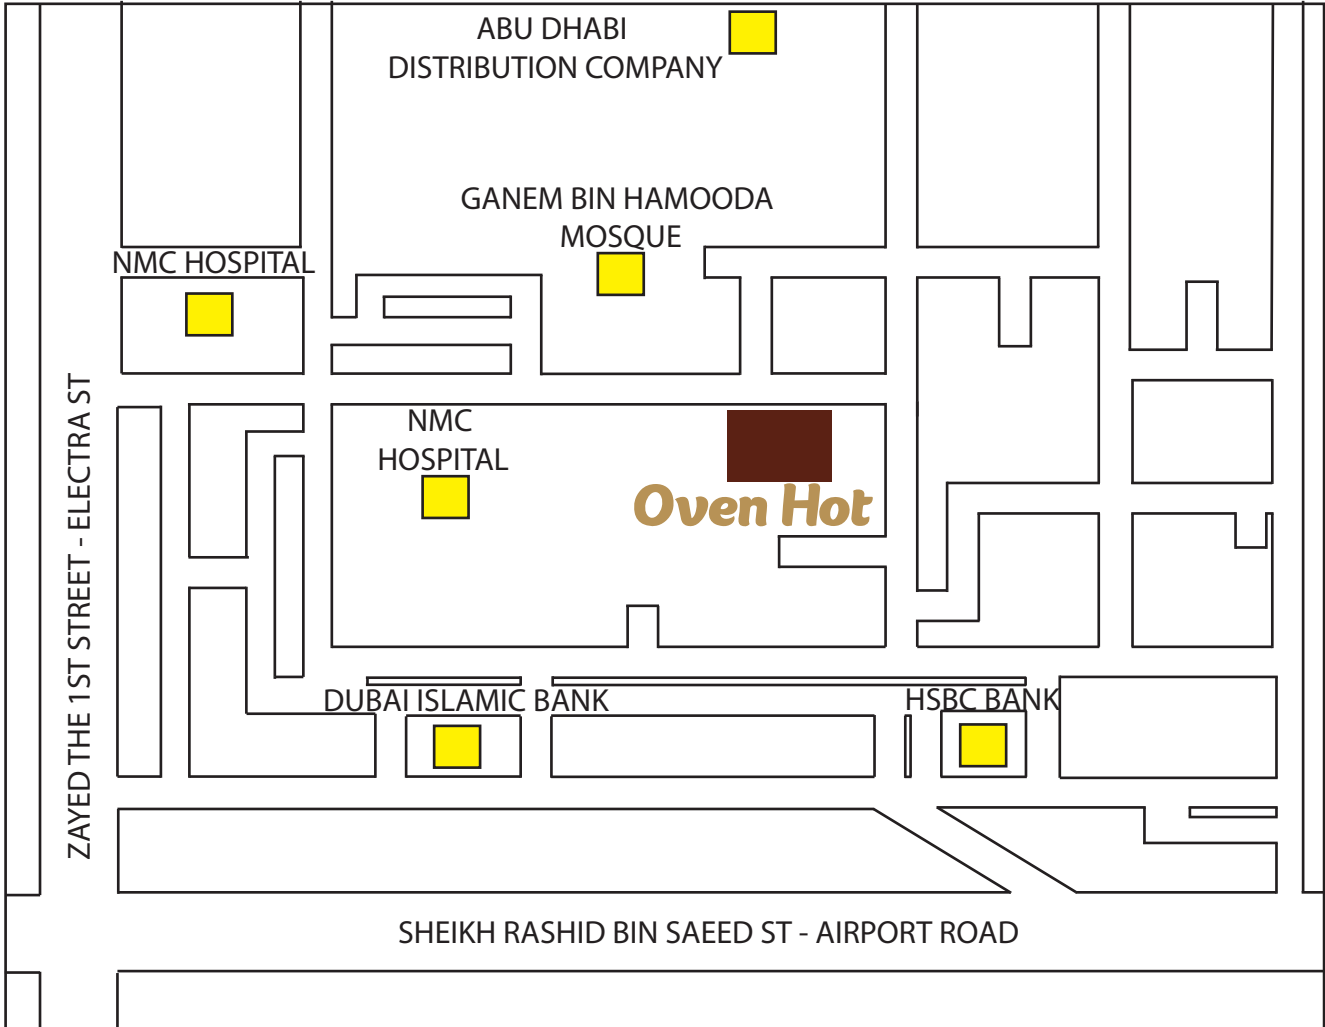 ABU DHABI
DISTRIBUTION COMPANY
GANEM BIN HAMOODA
MOSQUE
NMC HOSPITAL
NMC
HOSPITAL
Oven Hot
ZAYED THE 1ST STREET - ELECTRA ST
DUBAI ISLAMIC BANK
HSBC BANK
SHEIKH RASHID BIN SAEED ST - AIRPORT ROAD